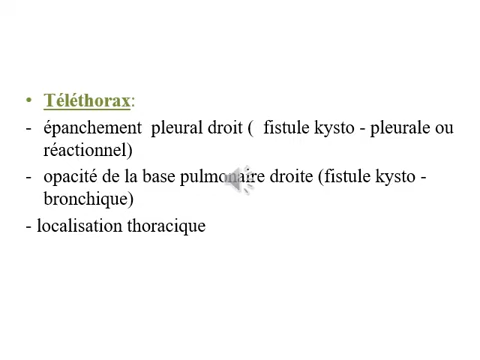 • Téléthorax:
- épanchement pleural droit ( fistule kysto - pleurale ou
réactionnel)
- opacité de la base pulmonaire droite (fistule kysto -
bronchique)
- localisation thoracique